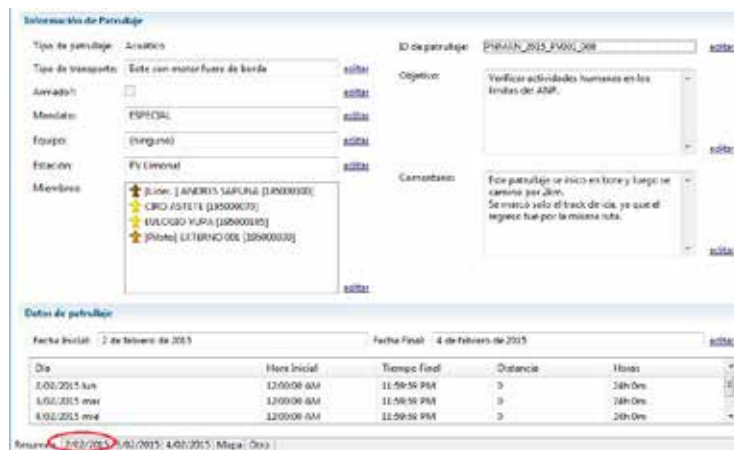 Información de Patrullaje
Tipo de patrullaje: Acuático
Tipo de transporte: Bote con motor fuera de borda editar
Armado?:
Mandato: ESPECIAL editar
Equipo: (ninguno) editar
Estación: PV Limonal editar
Miembros:
[Líder] ANDRES [195000100]
CIRO ASTETE [195000070]
EULOGIO YUPA [195000105]
[Piloto] EXTERNO 001 [195000030]
editar
ID de patrullaje: PNMAN_2015_PV001_008 editar
Objetivo: Verificar actividades humanas en los
límites del ANP.
editar
Comentario: Este patrullaje se inico en bote y luego se
camino por 2km.
Se marcó solo el track de ida, ya que el
regreso fue por la misma ruta.
editar
Datos de patrullaje
Fecha Inicial: 2 de febrero de 2015 Fecha Final: 4 de febrero de 2015 editar
Día Hora Inicial Tiempo Final Distancia Horas
2/02/2015 lun 12:00:00 AM 11:59:59 PM 0 24h 0m
3/02/2015 mar 12:00:00 AM 11:59:59 PM 0 24h 0m
4/02/2015 mié 12:00:00 AM 11:59:59 PM 0 24h 0m
Resumen 2/02/2015 3/02/2015 4/02/2015 Mapa Otro